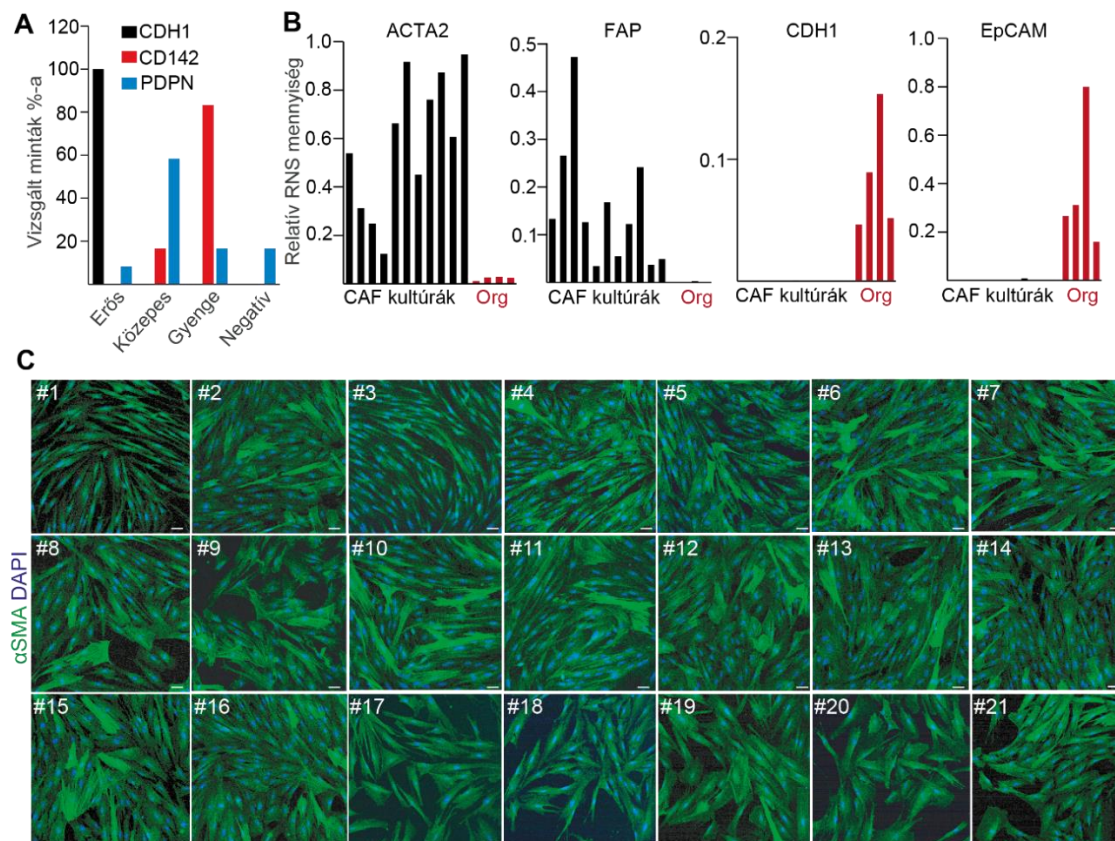 A
120
100
80
60
40
20
Vizsgált minták %-a
CDH1
CD142
PDPN
Erős
Közepes
Gyenge
Negatív
B
Relatív RNS mennyiség
ACTA2
1.0
0.8
0.6
0.4
0.2
CAF kultúrák Org
FAP
0.5
0.4
0.3
0.2
0.1
CAF kultúrák Org
CDH1
0.2
0.1
CAF kultúrák Org
EpCAM
1.0
0.8
0.6
0.4
0.2
CAF kultúrák Org
C
αSMA DAPI
#1 #2 #3 #4 #5 #6 #7
#8 #9 #10 #11 #12 #13 #14
#15 #16 #17 #18 #19 #20 #21